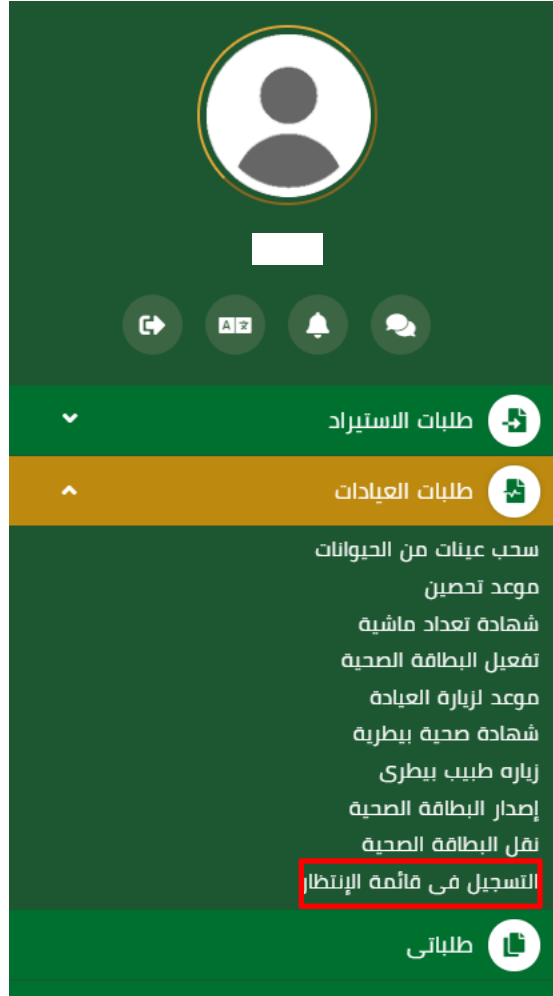 طلبات الاستيراد
طلبات العيادات
سحب عينات من الحيوانات
موعد تحصين
شهادة تعداد ماشية
تفعيل البطاقة الصحية
موعد لزيارة العيادة
شهادة صحية بيطرية
زياره طبيب بيطرى
إصدار البطاقة الصحية
نقل البطاقة الصحية
التسجيل فى قائمة الإنتظار
طلباتى